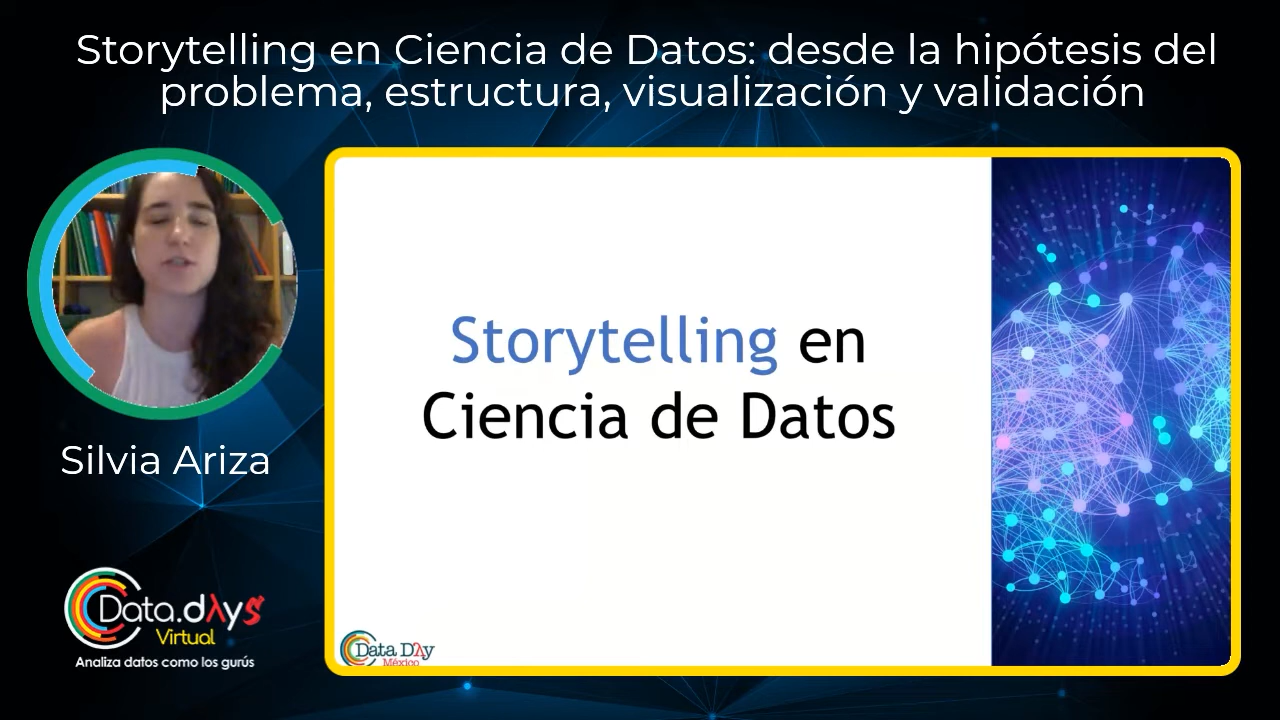 Storytelling en Ciencia de Datos: desde la hipótesis del
problema, estructura, visualización y validación
Storytelling en
Ciencia de Datos
Silvia Ariza
Data.dλys
Virtual
Analiza datos como los gurús
Data Dλy
México